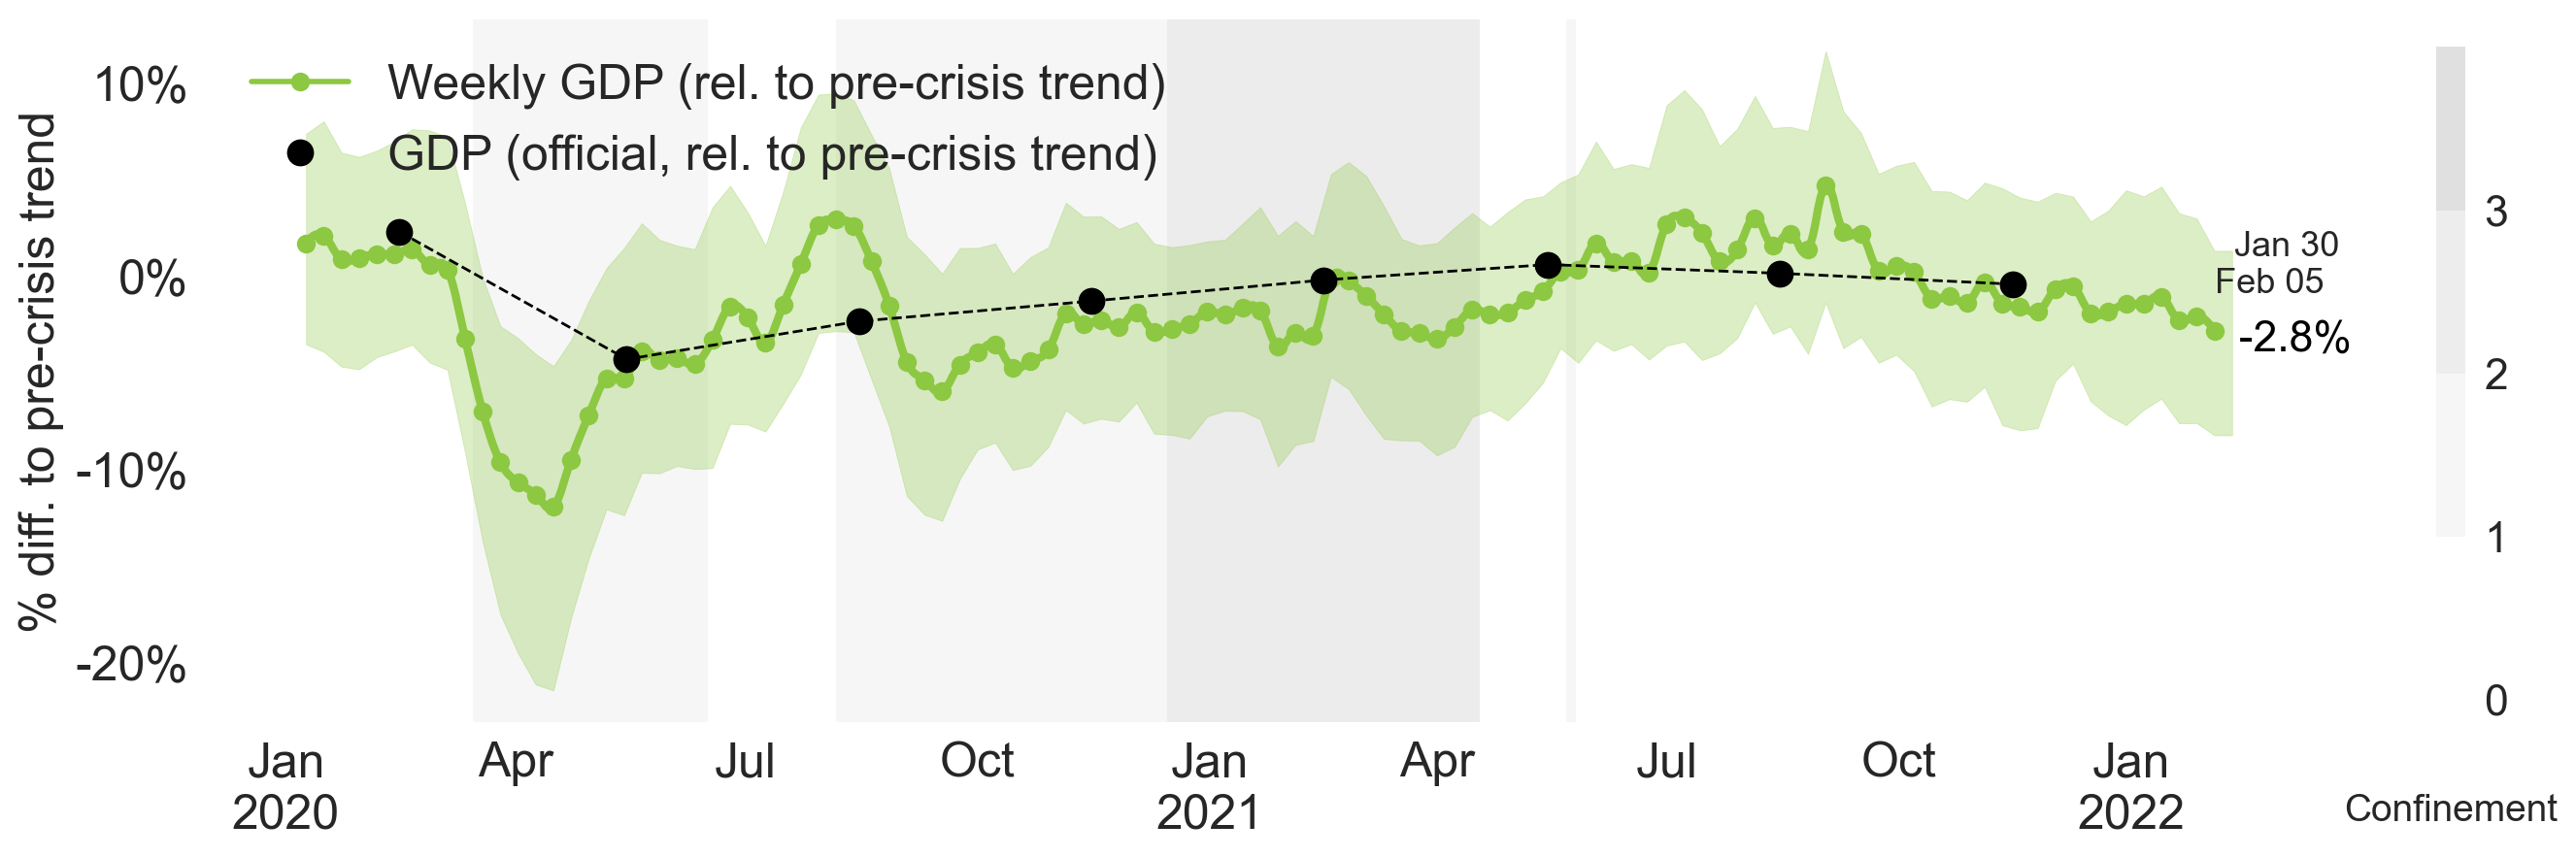 % diff. to pre-crisis trend
10%
0%
-10%
-20%
Weekly GDP (rel. to pre-crisis trend)
GDP (official, rel. to pre-crisis trend)
Jan 30
Feb 05
-2.8%
Jan
2020
Apr
Jul
Oct
Jan
2021
Apr
Jul
Oct
Jan
2022
3
2
1
0
Confinement